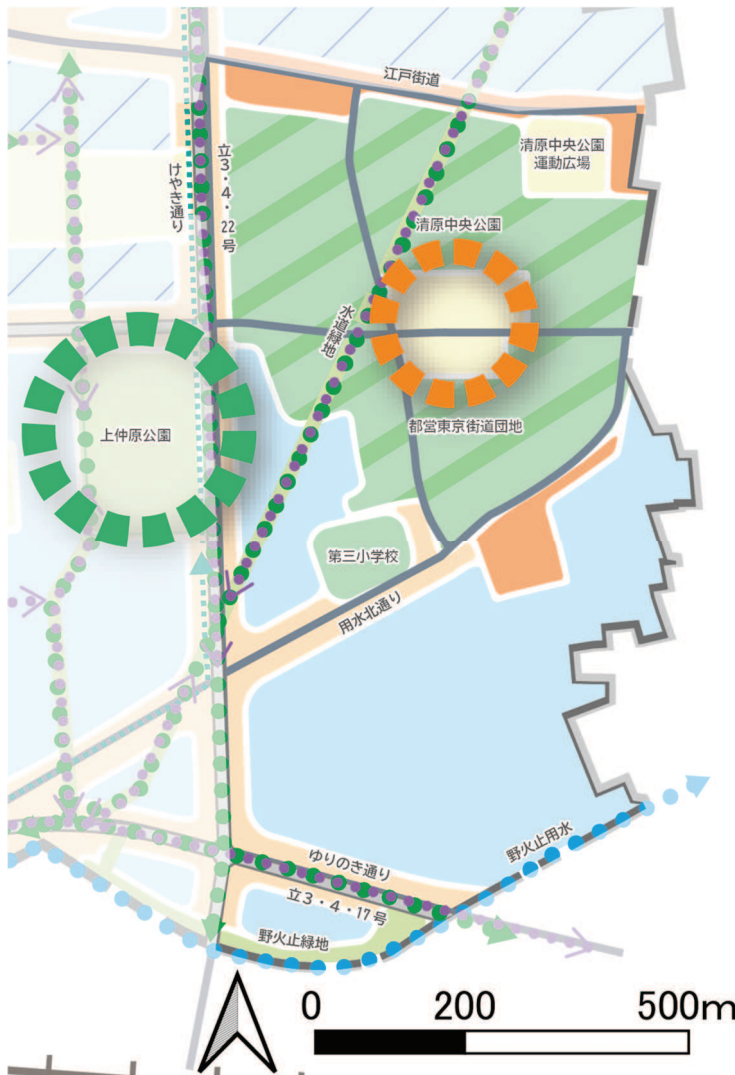 江戸街道
清原中央公園
運動広場
けやき通り
立3・4・22号
清原中央公園
水道緑地
上仲原公園
都営東京街道団地
第三小学校
用水北通り
ゆりのき通り
野火止用水
立3・4・17号
野火止緑地
0 200 500m